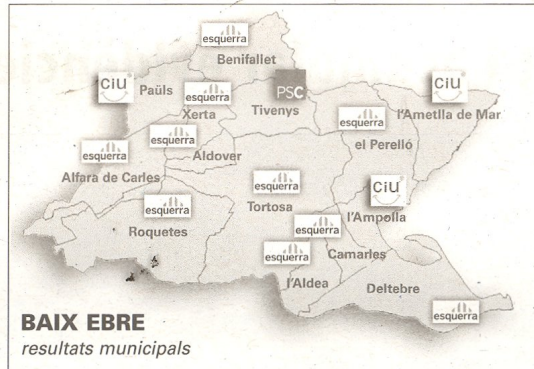 esquerra
Benifallet
ciu
Paüls
esquerra
Xerta
PSC
Tivenys
esquerra
el Perelló
ciu
l'Ametlla de Mar
esquerra
Aldover
esquerra
Alfara de Carles
esquerra
Tortosa
ciu
l'Ampolla
esquerra
Roquetes
esquerra
Camarles
esquerra
l'Aldea
Deltebre
esquerra
BAIX EBRE
resultats municipals